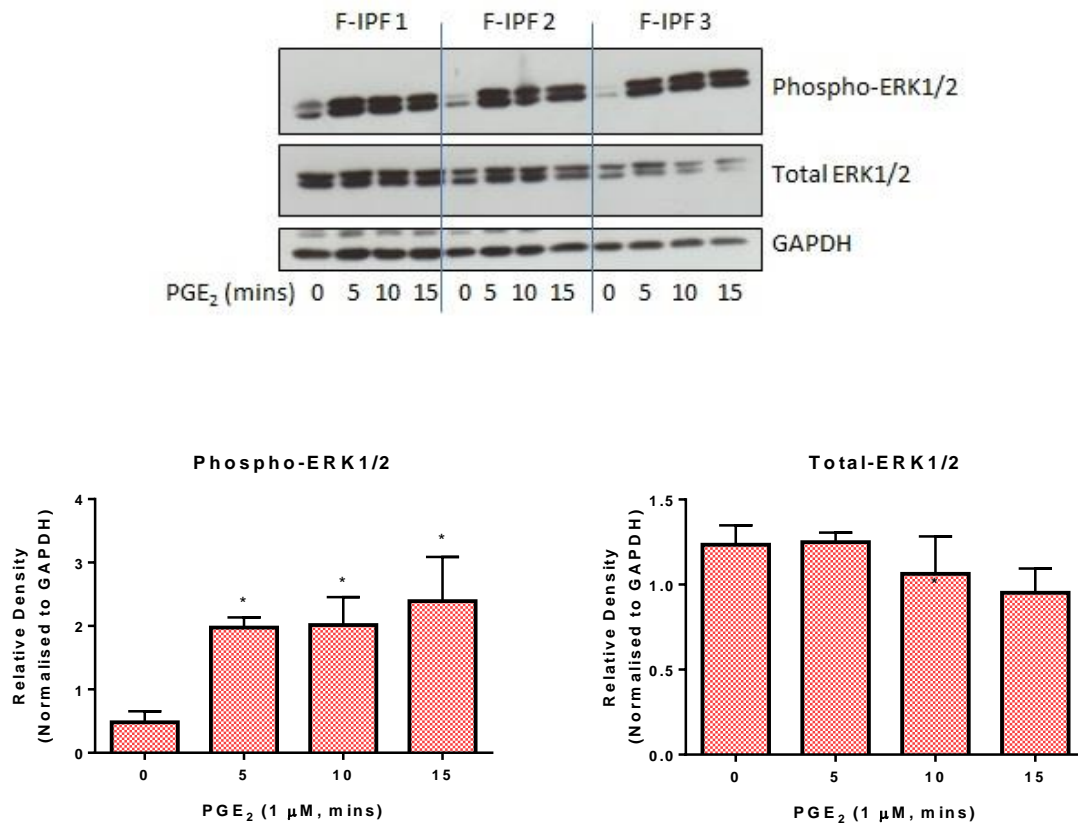 F-IPF 1 F-IPF 2 F-IPF 3
Phospho-ERK1/2
Total ERK1/2
GAPDH
PGE₂ (mins) 0 5 10 15 0 5 10 15 0 5 10 15
Phospho-ERK1/2
Relative Density
(Normalised to GAPDH)
4
3
2
1
0
* * *
0 5 10 15
PGE₂ (1 µM, mins)
Total-ERK1/2
Relative Density
(Normalised to GAPDH)
1.5
1.0
0.5
0.0
*
0 5 10 15
PGE₂ (1 µM, mins)